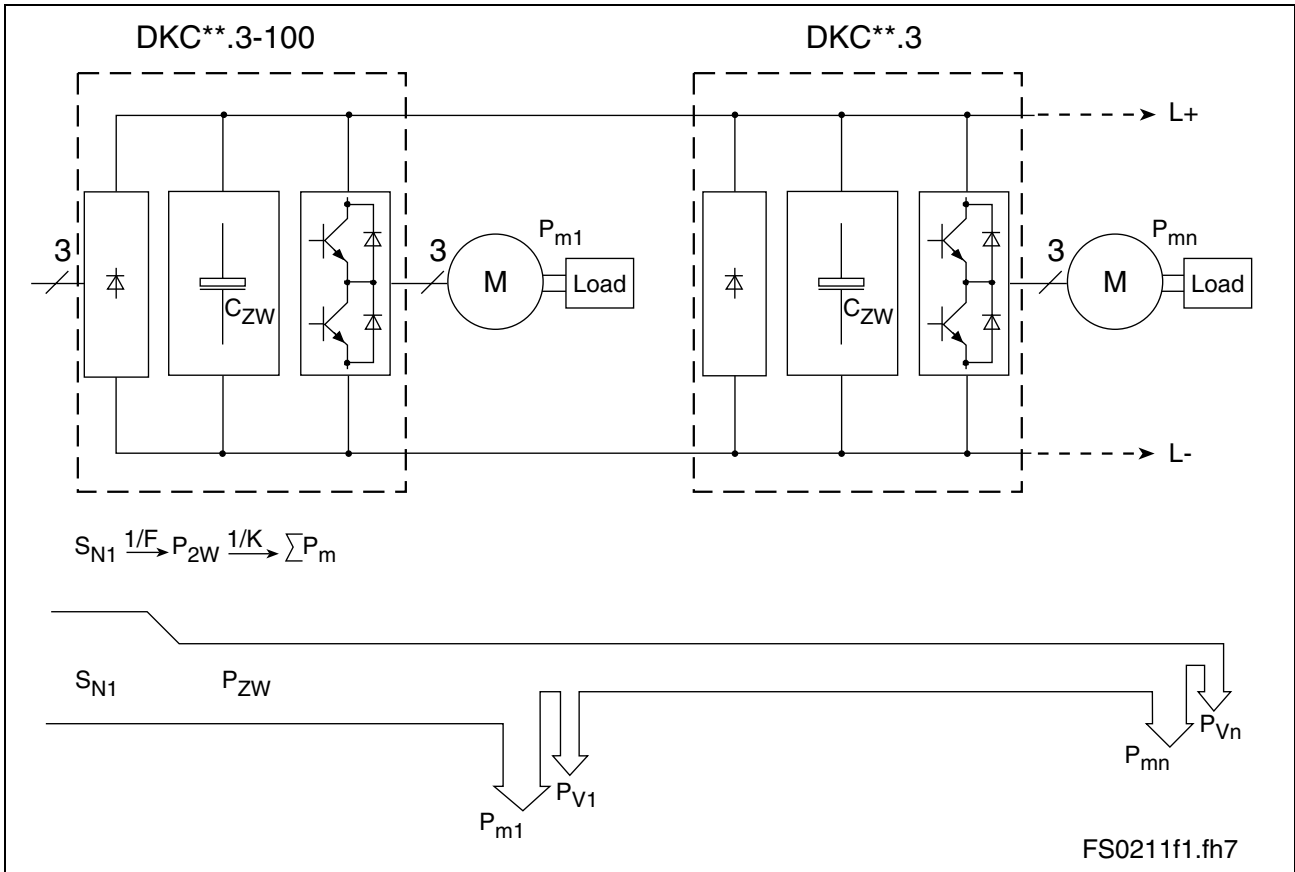 DKC**.3-100
DKC**.3
L+
3
C_ZW
3
M
P_m1
Load
C_ZW
3
M
P_mn
Load
L-
S_N1 1/F→ P_2W 1/K→ ∑P_m
S_N1
P_ZW
P_m1
P_V1
P_mn
P_Vn
FS0211f1.fh7